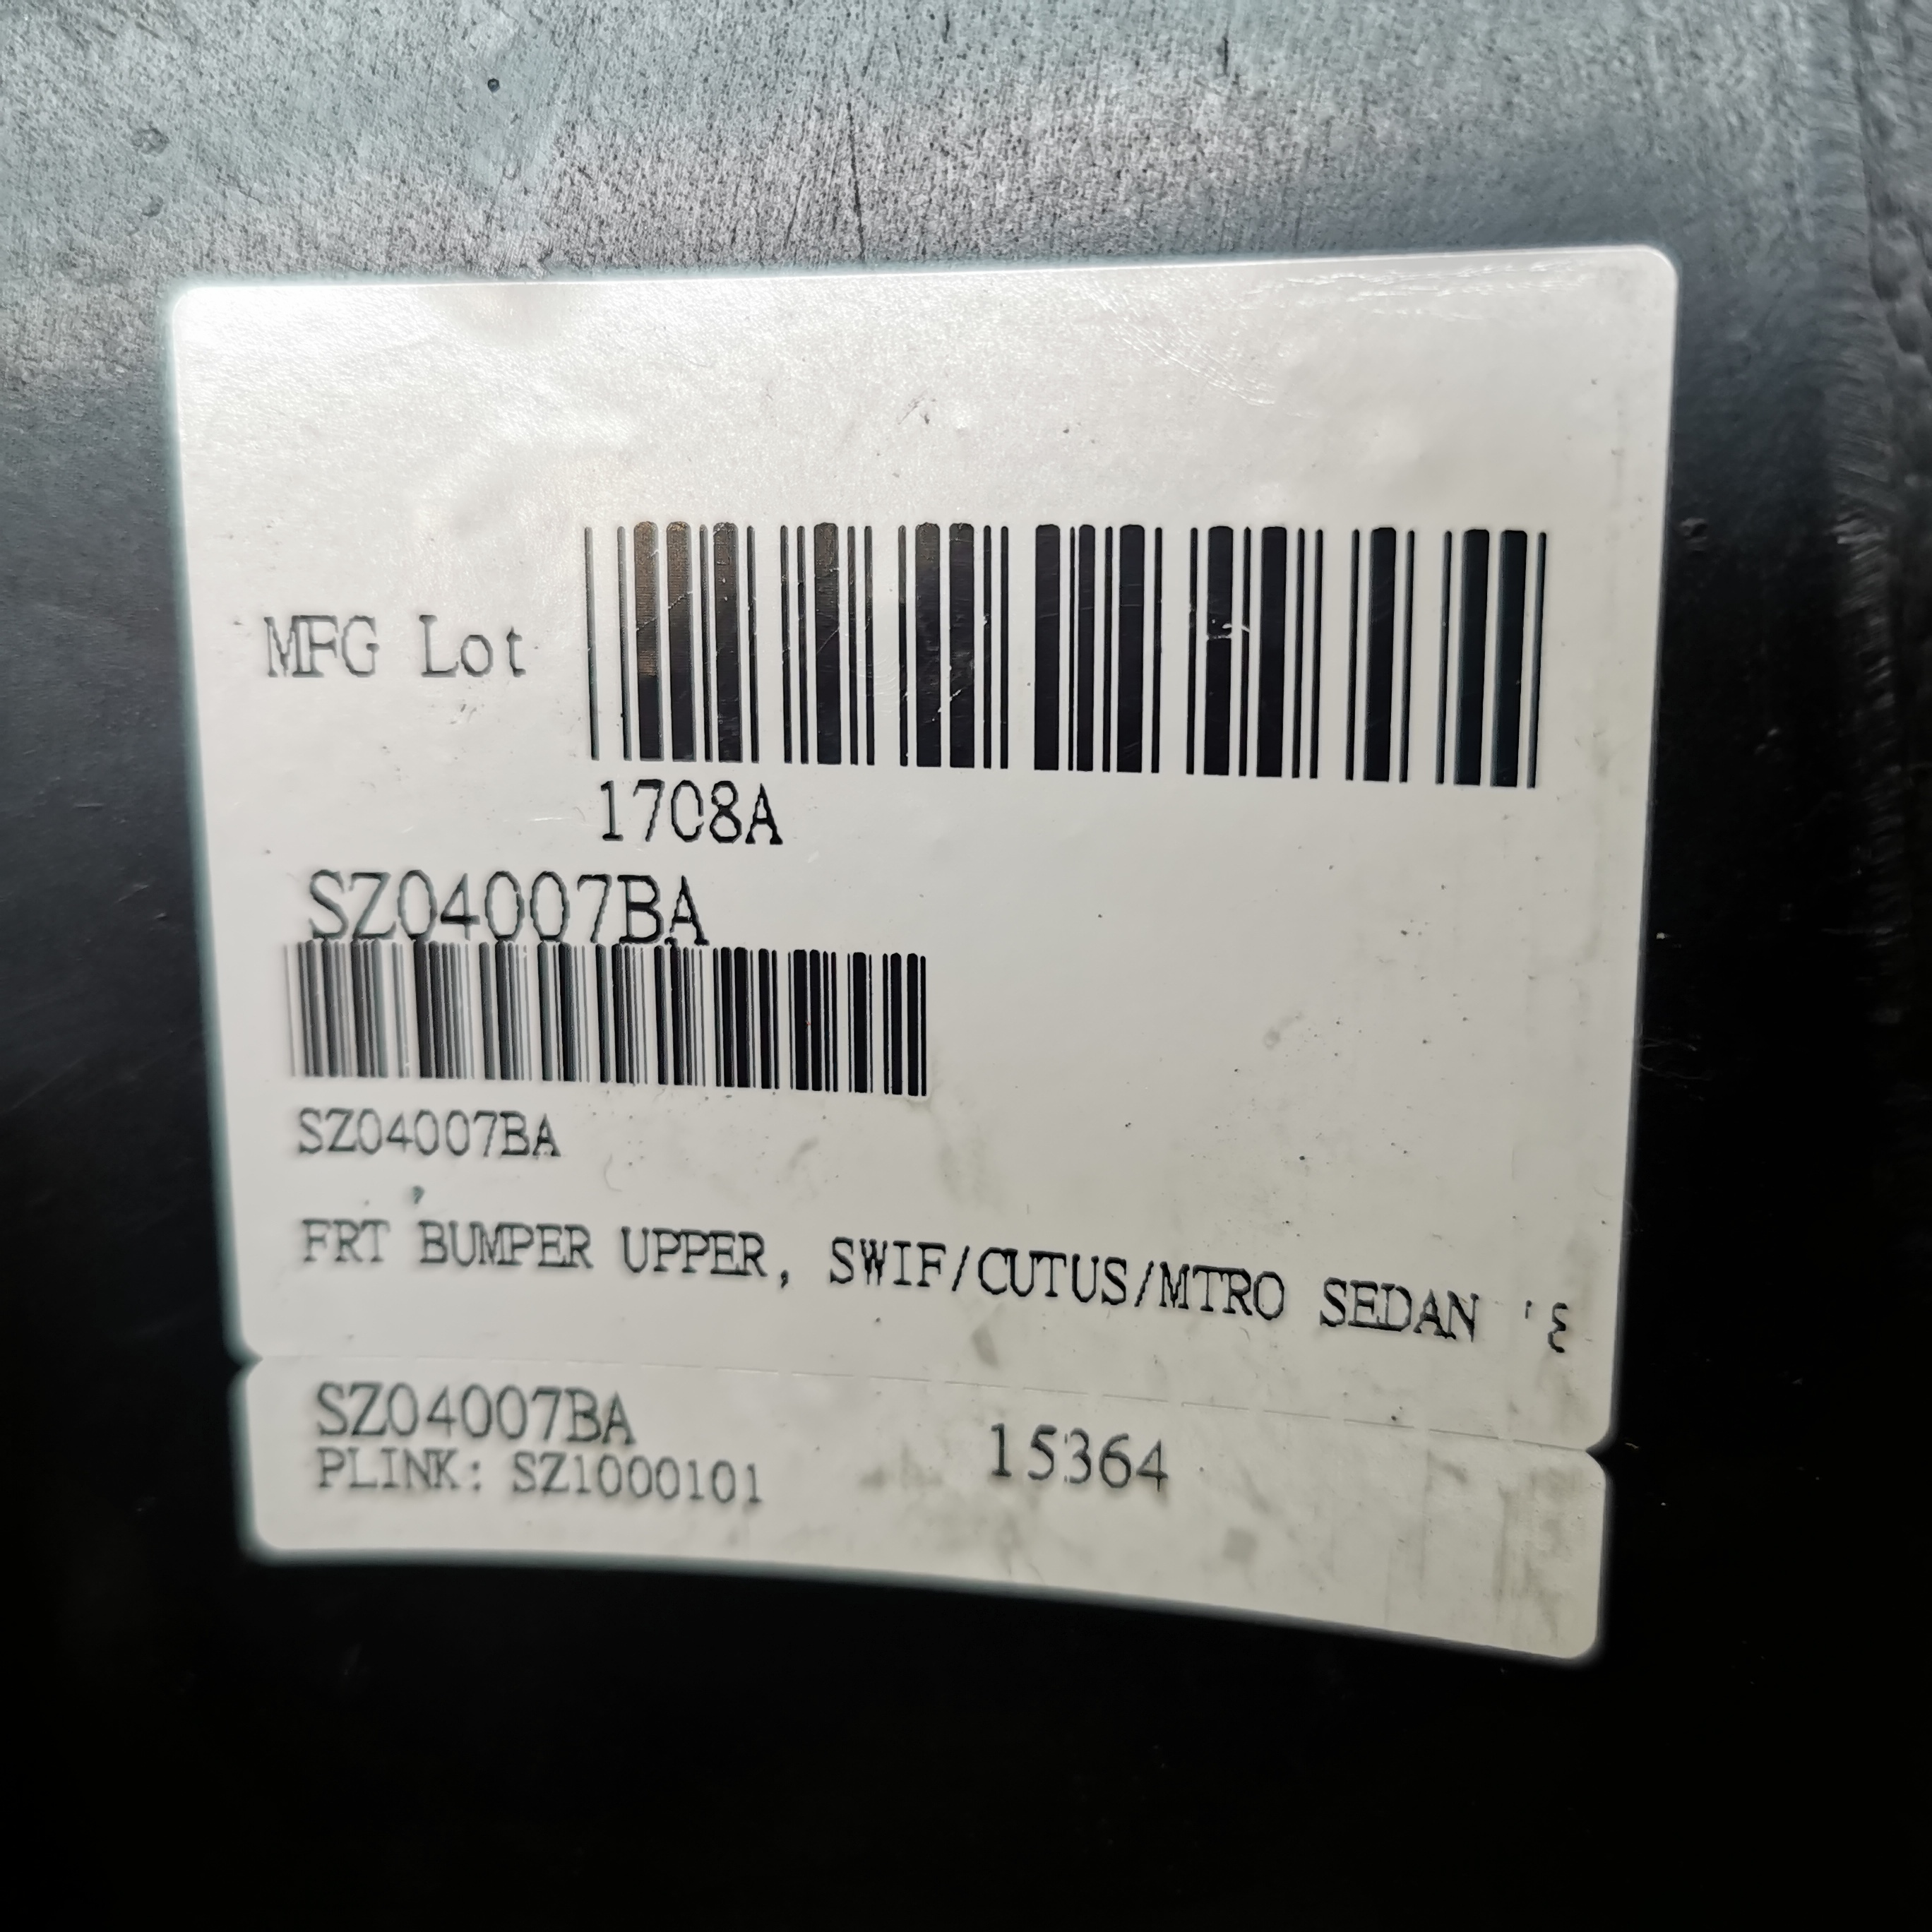 MFG Lot
1708A
SZ04007BA
SZ04007BA
FRT BUMPER UPPER, SWIF/CUTUS/MTRO SEDAN '
SZ04007BA 15364
PLINK: SZ1000101